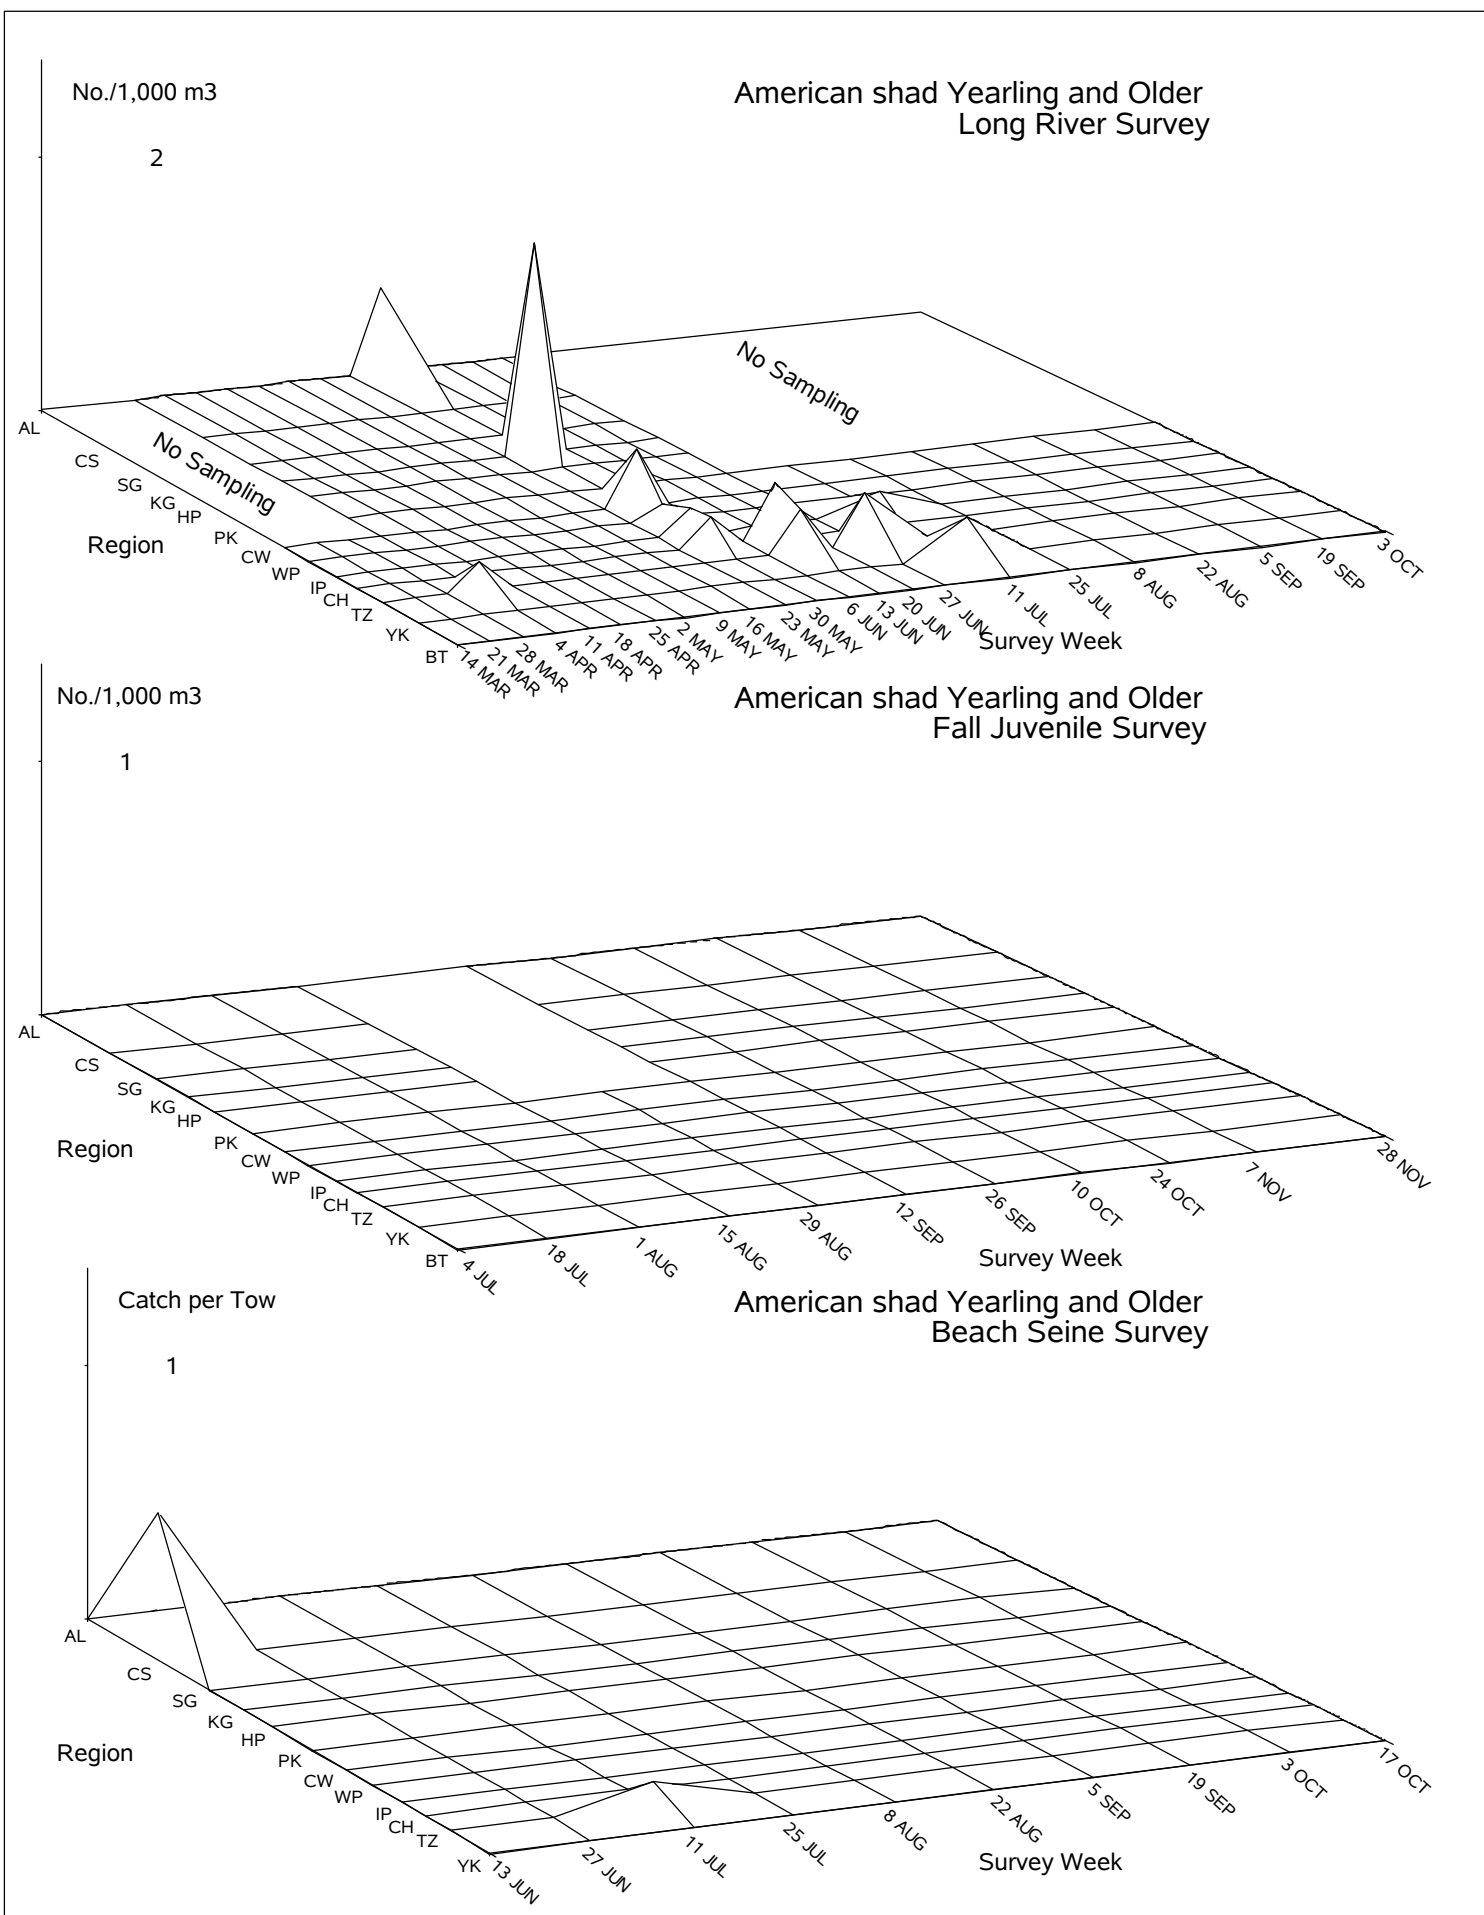 No./1,000 m3
American shad Yearling and Older
Long River Survey
2
No Sampling
AL
No Sampling
CS
SG
KG
HP
PK
CW
WP
IP
CH
TZ
YK
BT
Region
14 MAR
21 MAR
28 MAR
4 APR
11 APR
18 APR
25 APR
2 MAY
9 MAY
16 MAY
23 MAY
30 MAY
6 JUN
13 JUN
20 JUN
27 JUN
11 JUL
25 JUL
8 AUG
22 AUG
5 SEP
19 SEP
3 OCT
Survey Week
No./1,000 m3
American shad Yearling and Older
Fall Juvenile Survey
1
AL
CS
SG
KG
HP
PK
CW
WP
IP
CH
TZ
YK
BT
Region
4 JUL
18 JUL
1 AUG
15 AUG
29 AUG
12 SEP
26 SEP
10 OCT
24 OCT
7 NOV
28 NOV
Survey Week
Catch per Tow
American shad Yearling and Older
Beach Seine Survey
1
AL
CS
SG
KG
HP
PK
CW
WP
IP
CH
TZ
YK
Region
13 JUN
27 JUN
11 JUL
25 JUL
8 AUG
22 AUG
5 SEP
19 SEP
3 OCT
17 OCT
Survey Week